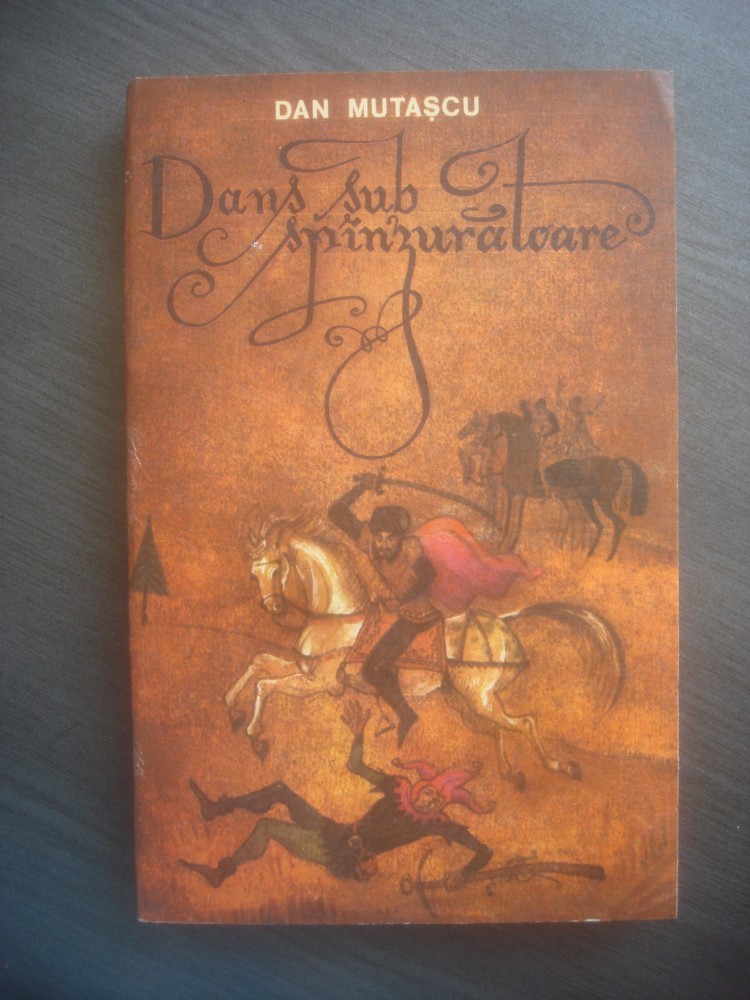 DAN MUTAȘCU
Dans sub
spînzurătoare